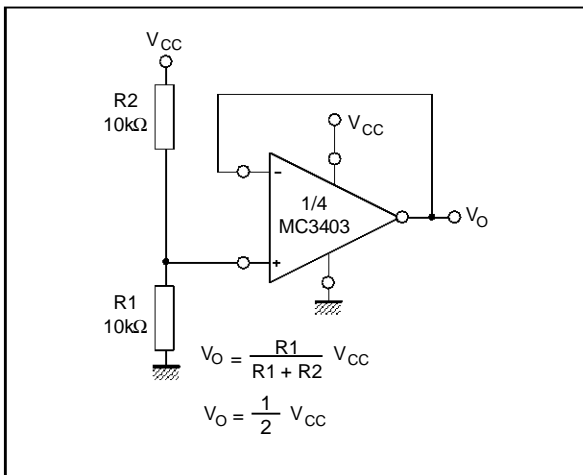 VCC
R2
10kΩ
VCC
-
1/4
MC3403
VO
+
R1
10kΩ
VO = R1 / R1 + R2 VCC
VO = 1 / 2 VCC